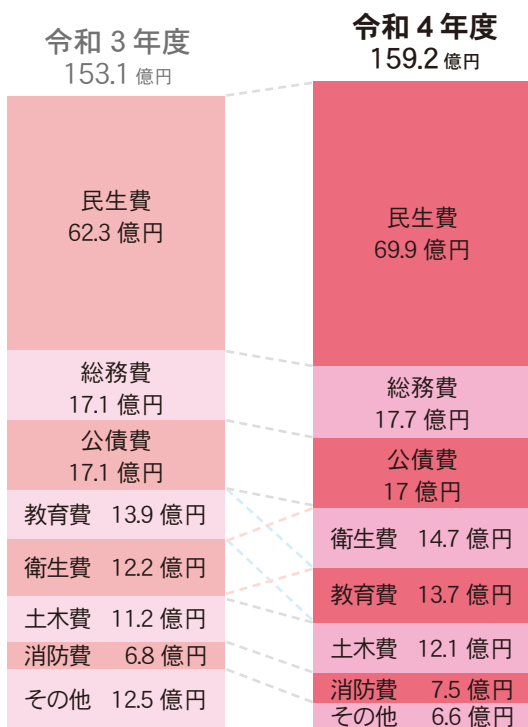 令和 3 年度
153.1 億円
民生費
62.3 億円
総務費
17.1 億円
公債費
17.1 億円
教育費 13.9 億円
衛生費 12.2 億円
土木費 11.2 億円
消防費 6.8 億円
その他 12.5 億円
令和 4 年度
159.2 億円
民生費
69.9 億円
総務費
17.7 億円
公債費
17 億円
衛生費 14.7 億円
教育費 13.7 億円
土木費 12.1 億円
消防費 7.5 億円
その他 6.6 億円